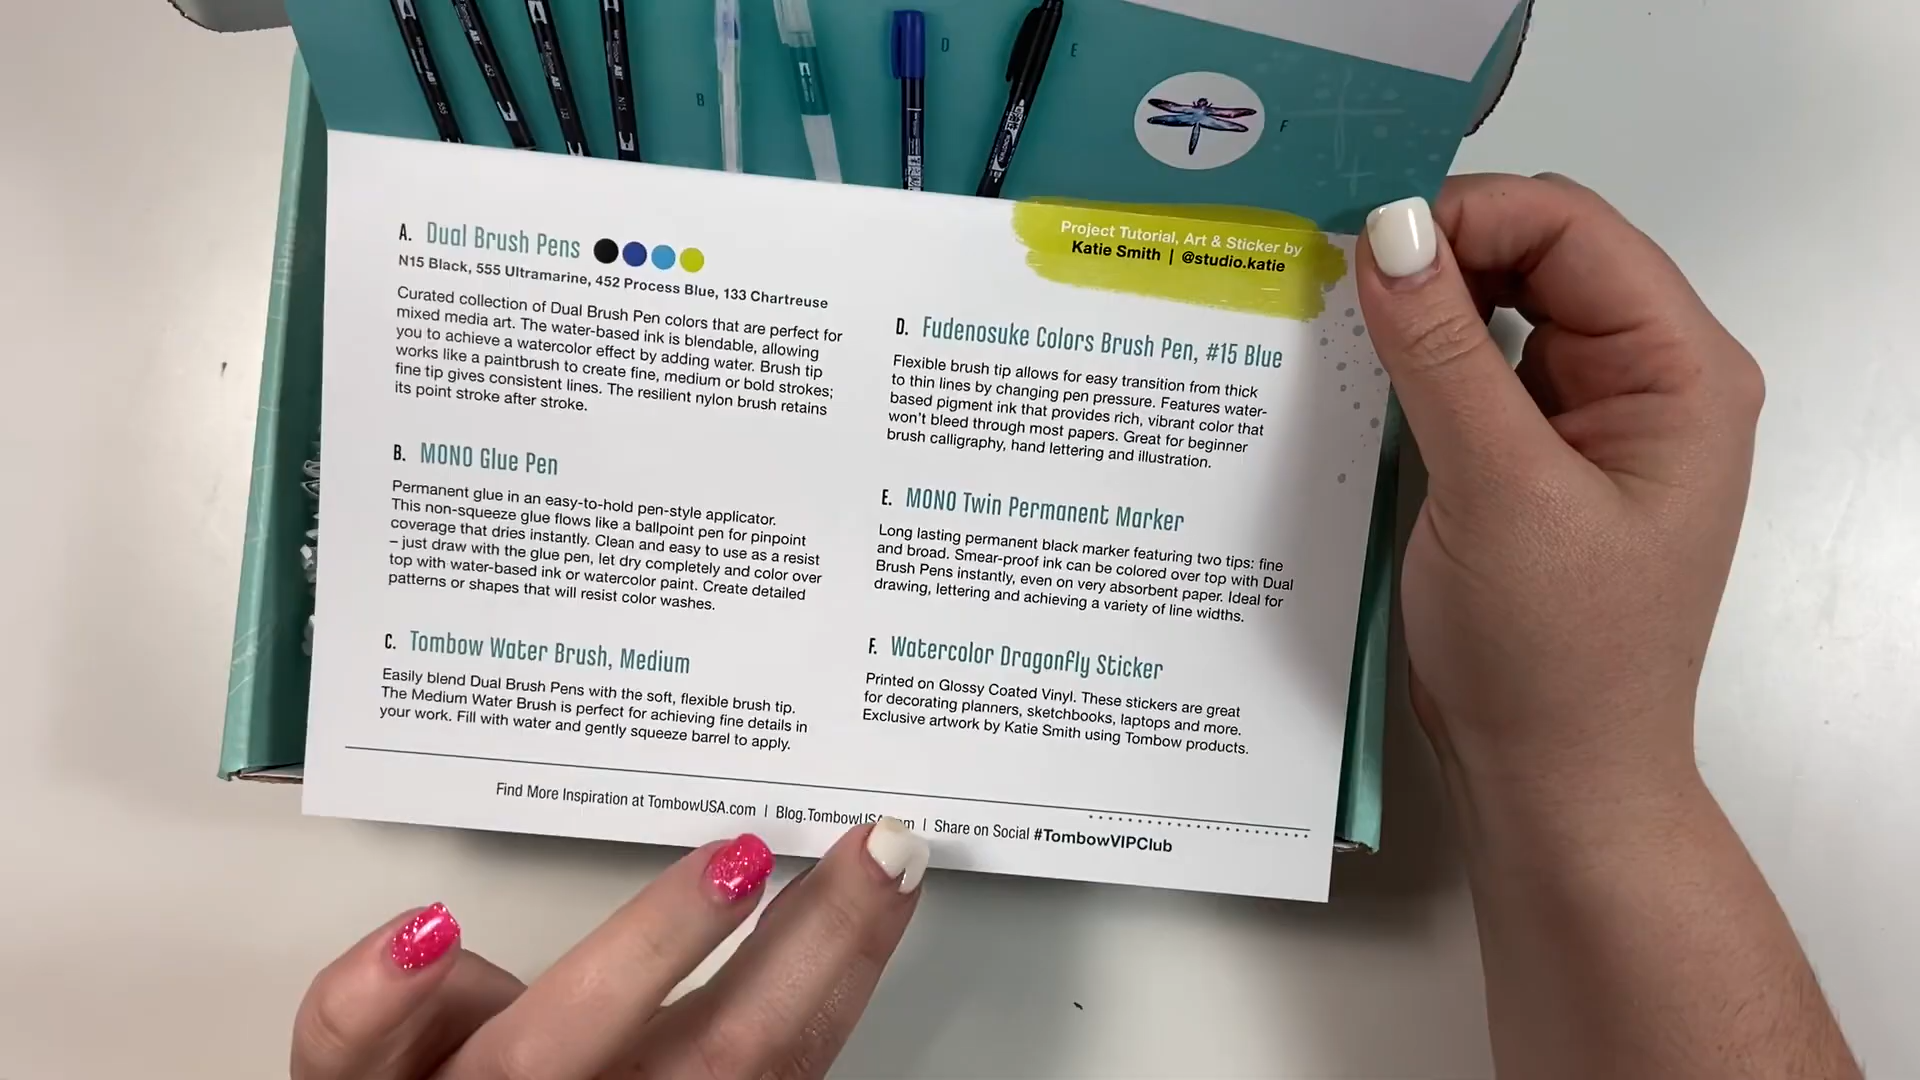 555
452
133
N15
B
D
E
F
Project Tutorial, Art & Sticker by
Katie Smith | @studio.katie
A. Dual Brush Pens
N15 Black, 555 Ultramarine, 452 Process Blue, 133 Chartreuse
Curated collection of Dual Brush Pen colors that are perfect for
mixed media art. The water-based ink is blendable, allowing
you to achieve a watercolor effect by adding water. Brush tip
works like a paintbrush to create fine, medium or bold strokes;
fine tip gives consistent lines. The resilient nylon brush retains
its point stroke after stroke.
B. MONO Glue Pen
Permanent glue in an easy-to-hold pen-style applicator.
This non-squeeze glue flows like a ballpoint pen for pinpoint
coverage that dries instantly. Clean and easy to use as a resist
– just draw with the glue pen, let dry completely and color over
top with water-based ink or watercolor paint. Create detailed
patterns or shapes that will resist color washes.
C. Tombow Water Brush, Medium
Easily blend Dual Brush Pens with the soft, flexible brush tip.
The Medium Water Brush is perfect for achieving fine details in
your work. Fill with water and gently squeeze barrel to apply.
D. Fudenosuke Colors Brush Pen, #15 Blue
Flexible brush tip allows for easy transition from thick
to thin lines by changing pen pressure. Features water-
based pigment ink that provides rich, vibrant color that
won't bleed through most papers. Great for beginner
brush calligraphy, hand lettering and illustration.
E. MONO Twin Permanent Marker
Long lasting permanent black marker featuring two tips: fine
and broad. Smear-proof ink can be colored over top with Dual
Brush Pens instantly, even on very absorbent paper. Ideal for
drawing, lettering and achieving a variety of line widths.
F. Watercolor Dragonfly Sticker
Printed on Glossy Coated Vinyl. These stickers are great
for decorating planners, sketchbooks, laptops and more.
Exclusive artwork by Katie Smith using Tombow products.
Find More Inspiration at TombowUSA.com | Blog.TombowUSA.com | Share on Social #TombowVIPClub